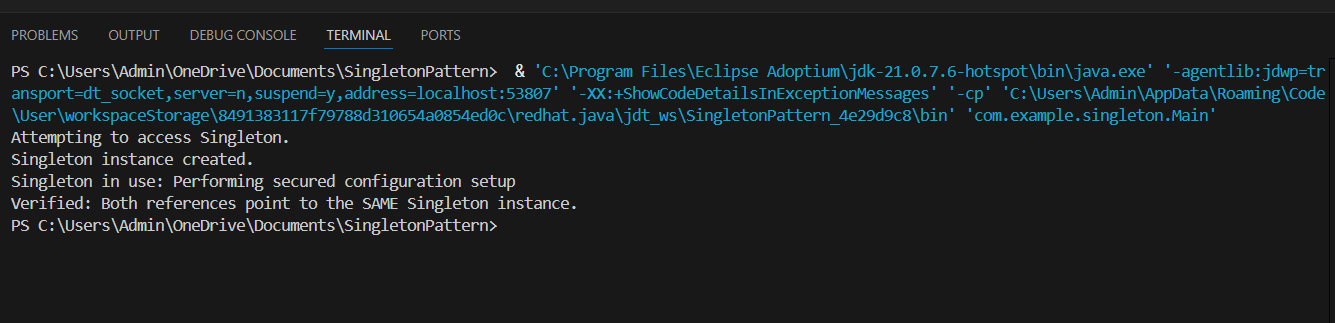 PROBLEMS OUTPUT DEBUG CONSOLE TERMINAL PORTS
PS C:\Users\Admin\OneDrive\Documents\SingletonPattern>  & 'C:\Program Files\Eclipse Adoptium\jdk-21.0.7.6-hotspot\bin\java.exe' '-agentlib:jdwp=tr
ansport=dt_socket,server=n,suspend=y,address=localhost:53807' '-XX:+ShowCodeDetailsInExceptionMessages' '-cp' 'C:\Users\Admin\AppData\Roaming\Code
\User\workspaceStorage\8491383117f79788d310654a0854ed0c\redhat.java\jdt_ws\SingletonPattern_4e29d9c8\bin' 'com.example.singleton.Main'
Attempting to access Singleton.
Singleton instance created.
Singleton in use: Performing secured configuration setup
Verified: Both references point to the SAME Singleton instance.
PS C:\Users\Admin\OneDrive\Documents\SingletonPattern>